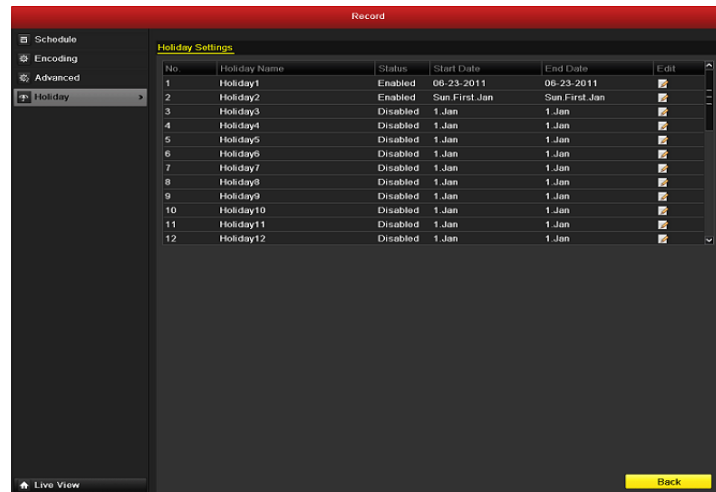 Record
Schedule
Encoding
Advanced
Holiday
Holiday Settings
No. Holiday Name Status Start Date End Date Edit
1 Holiday1 Enabled 06-23-2011 06-23-2011
2 Holiday2 Enabled Sun.First.Jan Sun.First.Jan
3 Holiday3 Disabled 1.Jan 1.Jan
4 Holiday4 Disabled 1.Jan 1.Jan
5 Holiday5 Disabled 1.Jan 1.Jan
6 Holiday6 Disabled 1.Jan 1.Jan
7 Holiday7 Disabled 1.Jan 1.Jan
8 Holiday8 Disabled 1.Jan 1.Jan
9 Holiday9 Disabled 1.Jan 1.Jan
10 Holiday10 Disabled 1.Jan 1.Jan
11 Holiday11 Disabled 1.Jan 1.Jan
12 Holiday12 Disabled 1.Jan 1.Jan
Live View
Back